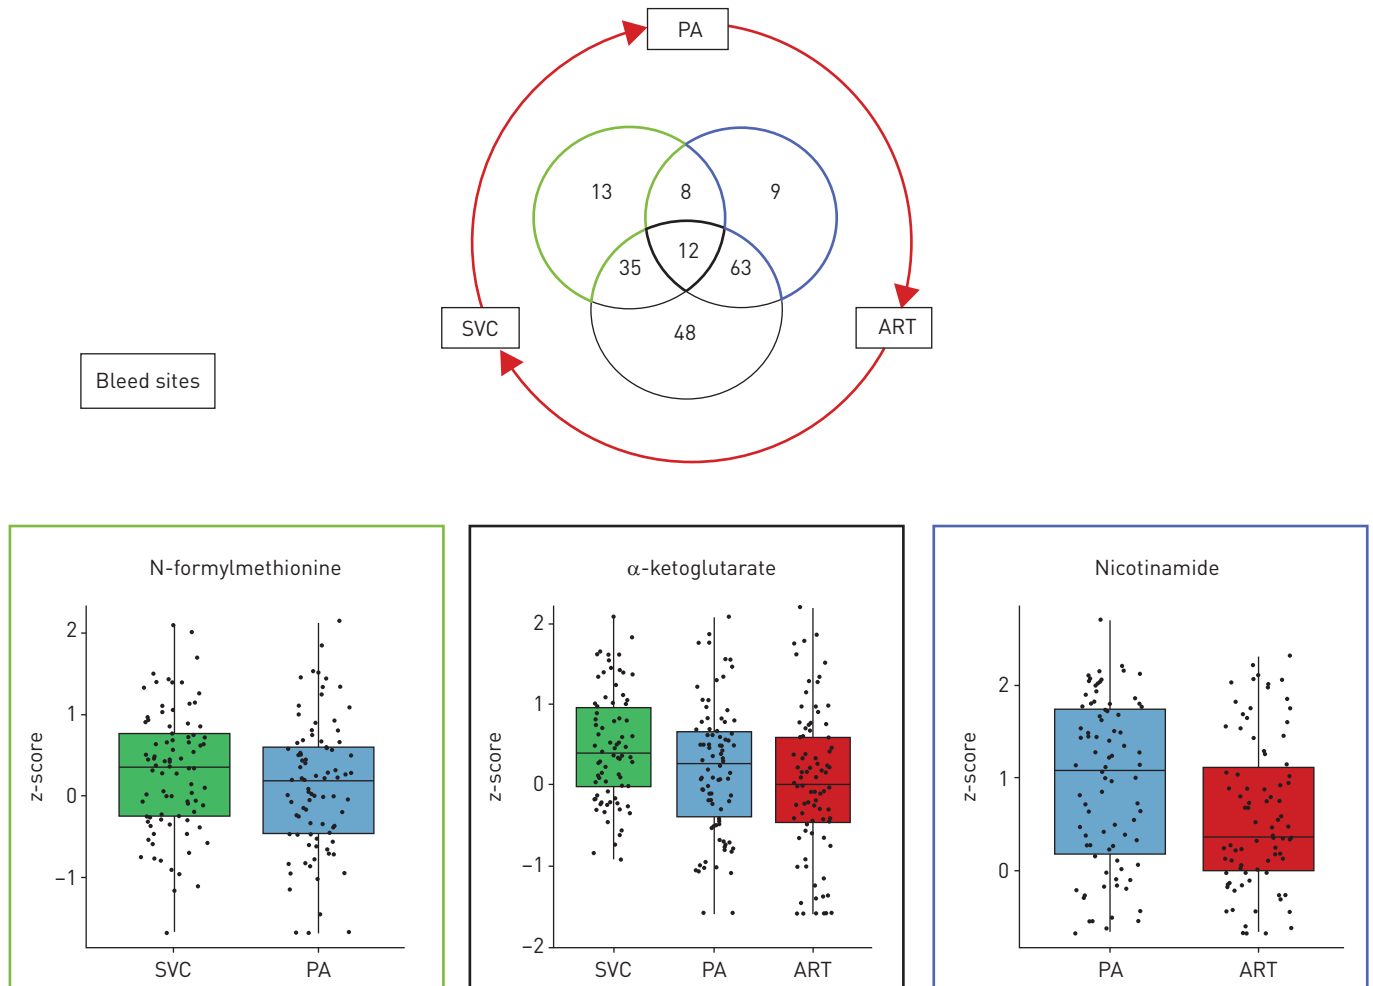 PA
13
8
9
12
35
63
SVC
ART
48
Bleed sites
N-formylmethionine
2
1
0
−1
z-score
SVC
PA
α-ketoglutarate
2
1
0
−1
−2
z-score
SVC
PA
ART
Nicotinamide
2
1
0
z-score
PA
ART